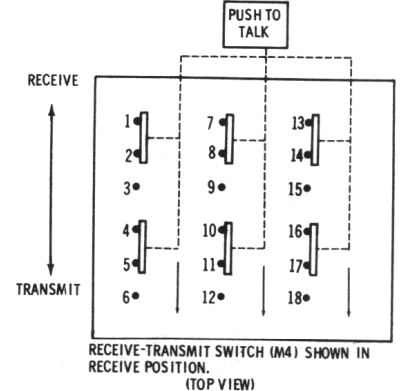 PUSH TO
TALK
RECEIVE
1 7 13
2 8 14
3 9 15
4 10 16
5 11 17
TRANSMIT
6 12 18
RECEIVE-TRANSMIT SWITCH (M4) SHOWN IN
RECEIVE POSITION.
(TOP VIEW)